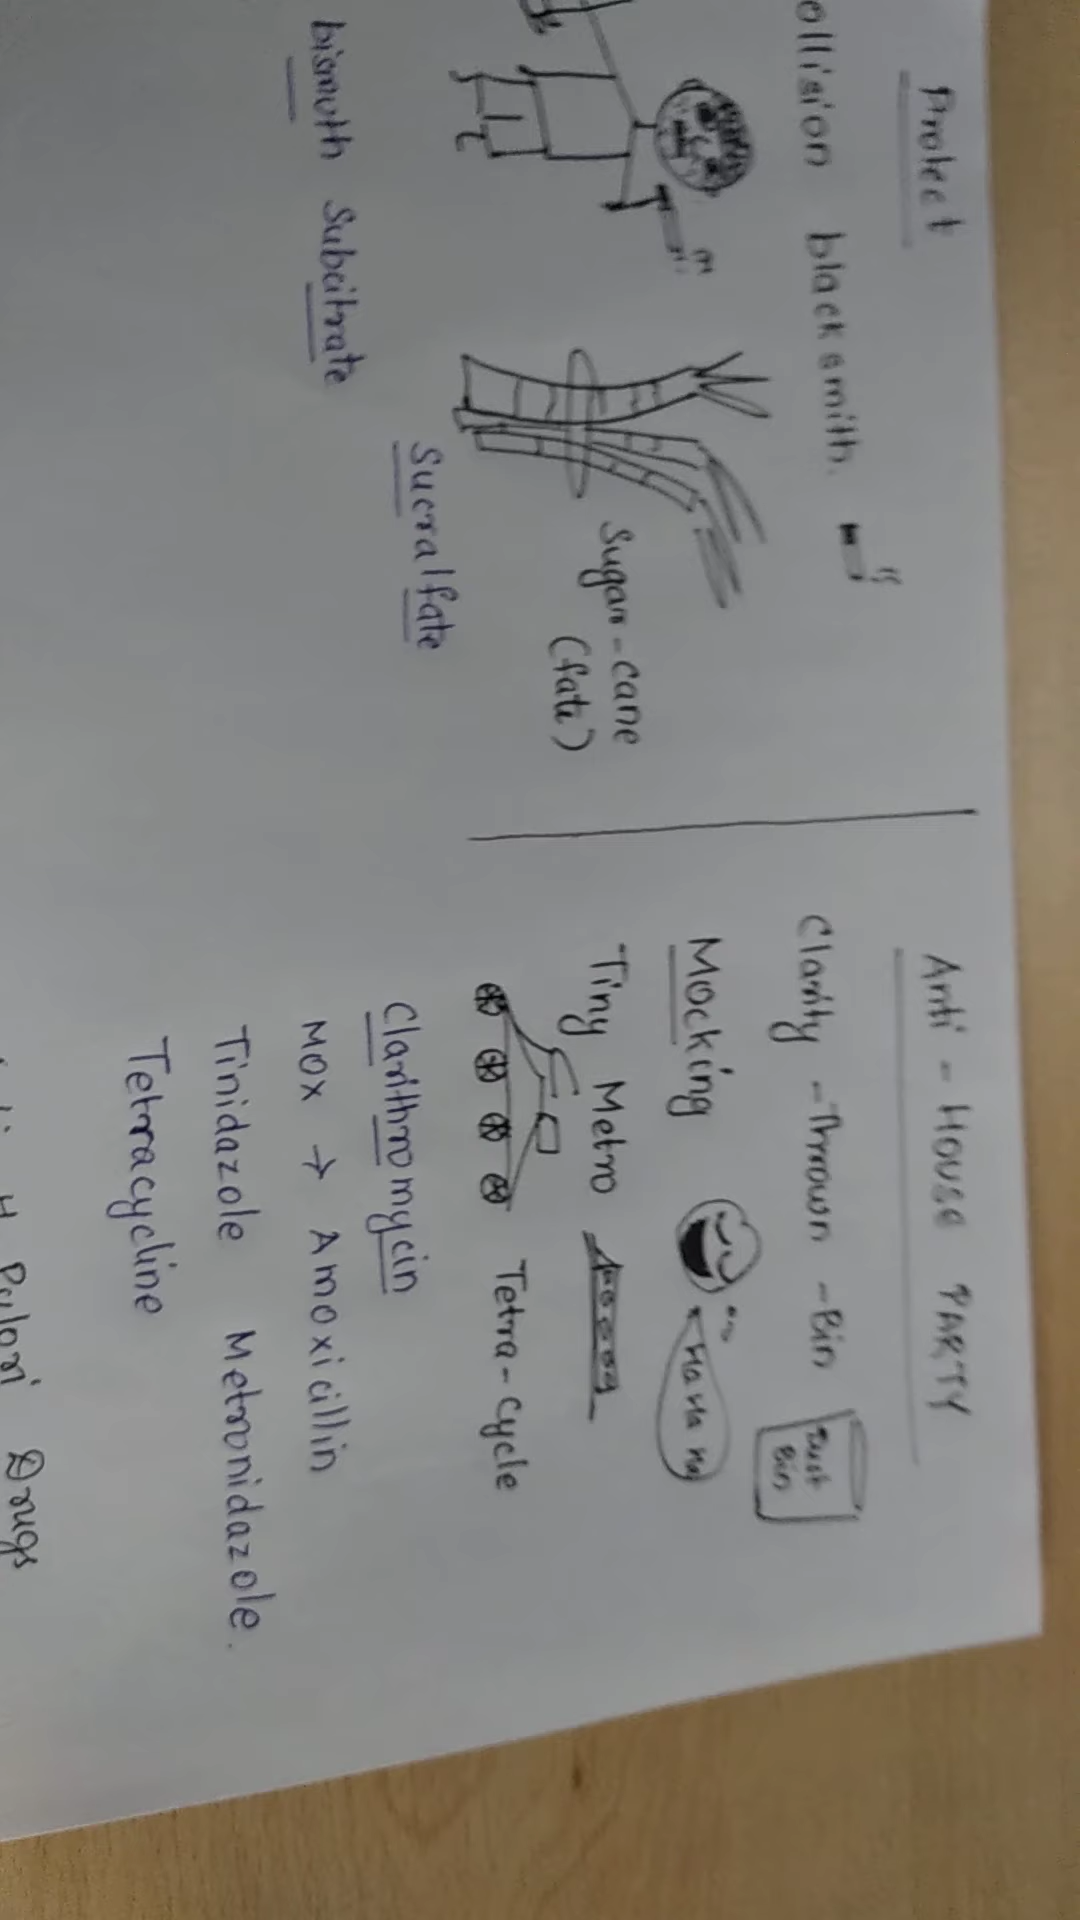 Protect
ollision blacksmith.
Sugar-cane
(fate)
Sucralfate
bismuth Subcitrate
Anti-House PARTY
Clarity-Thrown-Bin
Dust
Bin
Mocking
Ha Ha Ha
Tiny Metro
Tetra-cycle
Clarithromycin
Mox → Amoxicillin
Tinidazole Metronidazole.
Tetracycline
H Pylori Drugs